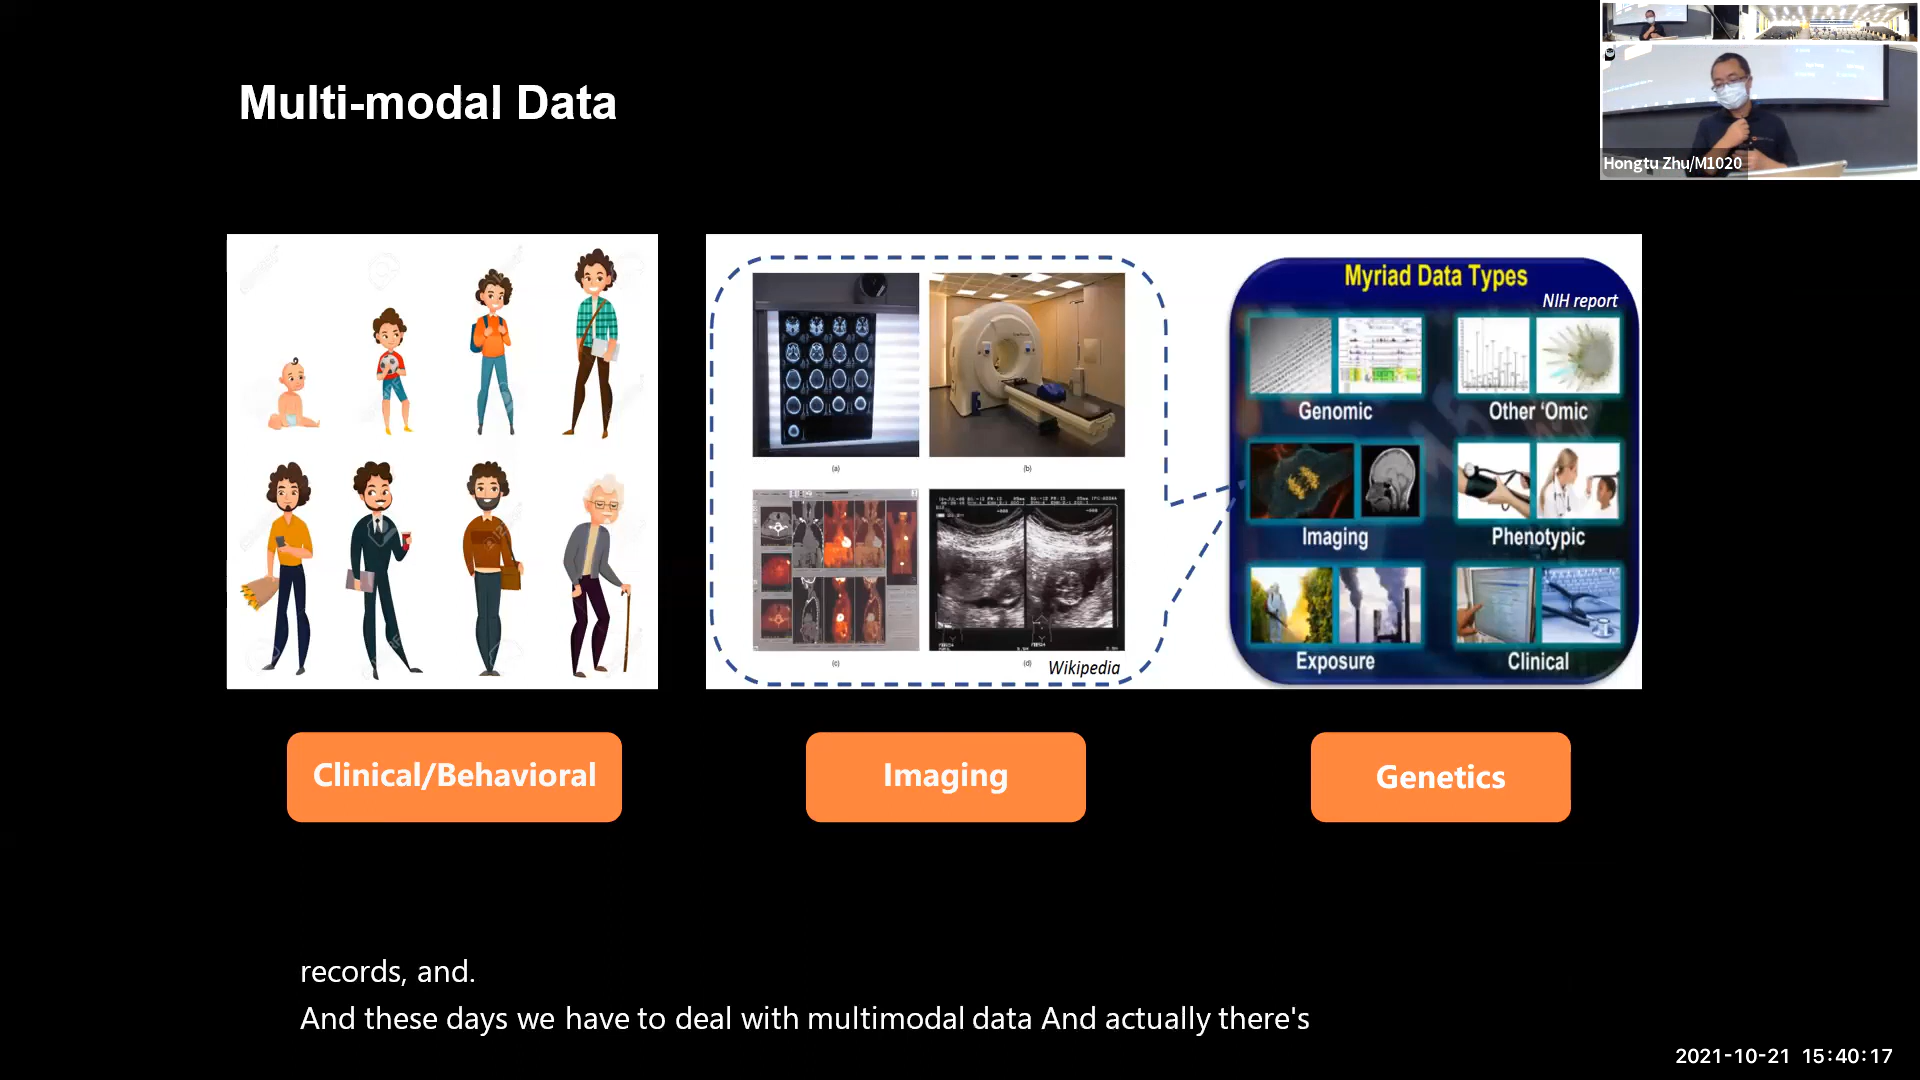 Multi-modal Data
Hongtu Zhu/M1020
Myriad Data Types
NIH report
Genomic
Other ‘Omic
(a)
(b)
Imaging
Phenotypic
(c)
(d)
Wikipedia
Exposure
Clinical
Clinical/Behavioral
Imaging
Genetics
records, and.
And these days we have to deal with multimodal data And actually there's
2021-10-21 15:40:17